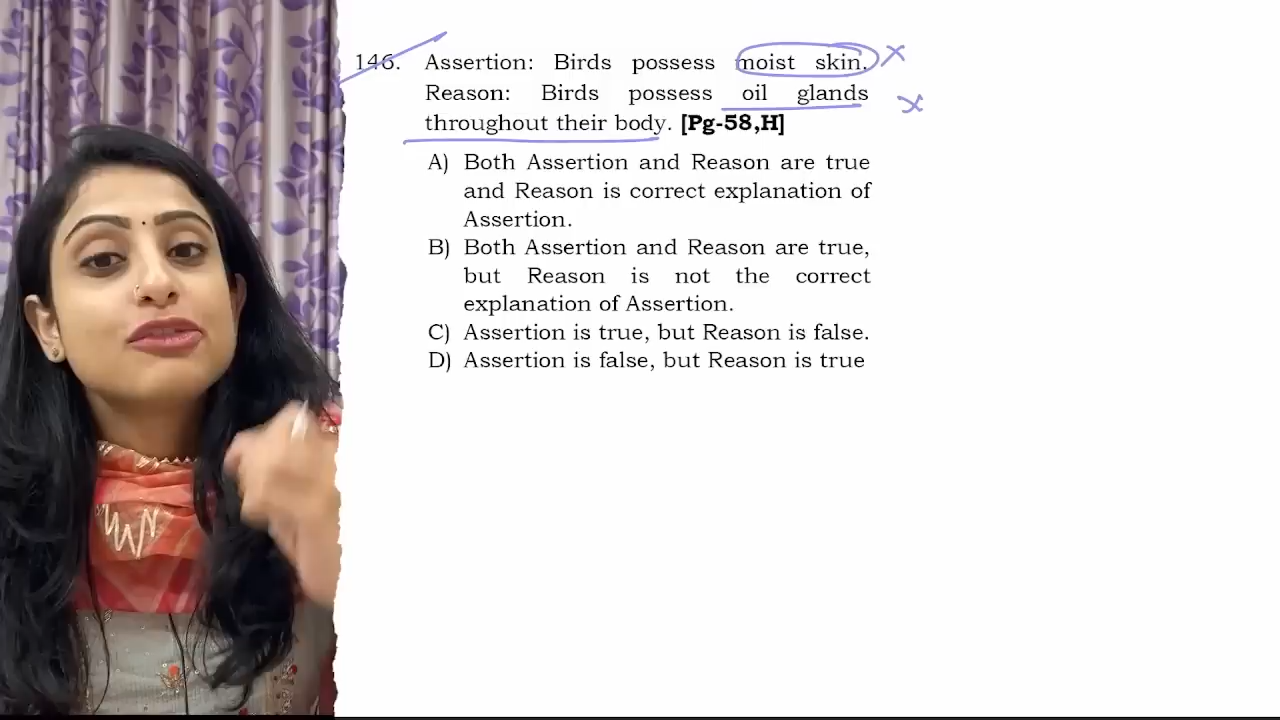 146. Assertion: Birds possess moist skin.
Reason: Birds possess oil glands
throughout their body. [Pg-58,H]
A) Both Assertion and Reason are true
and Reason is correct explanation of
Assertion.
B) Both Assertion and Reason are true,
but Reason is not the correct
explanation of Assertion.
C) Assertion is true, but Reason is false.
D) Assertion is false, but Reason is true